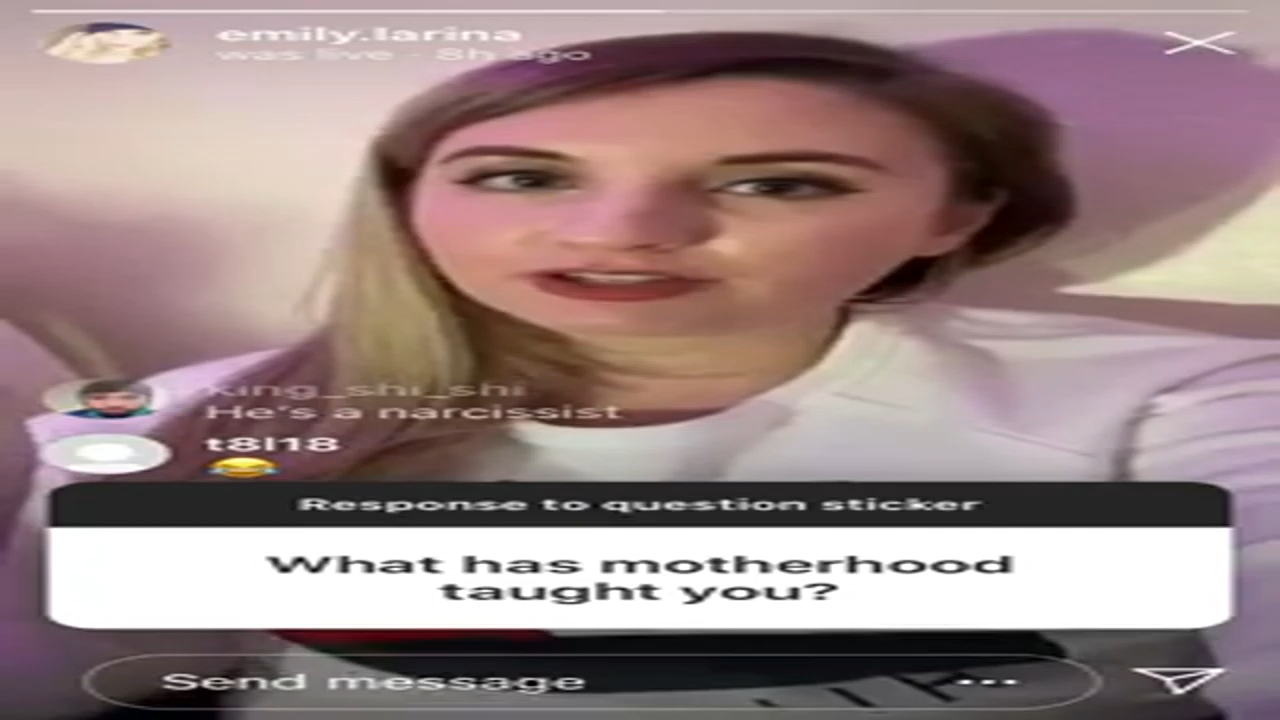 emily.larina
was live · 8h ago
king_shi_shi
He's a narcissist
t8l18
😂
Response to question sticker
What has motherhood
taught you?
Send message